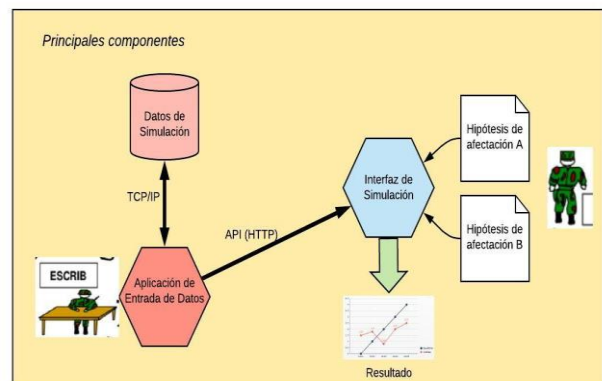 Principales componentes
Datos de
Simulación
TCP/IP
API (HTTP)
ESCRIB
Aplicación de
Entrada de Datos
Interfaz de
Simulación
Hipótesis de
afectación A
Hipótesis de
afectación B
Resultado